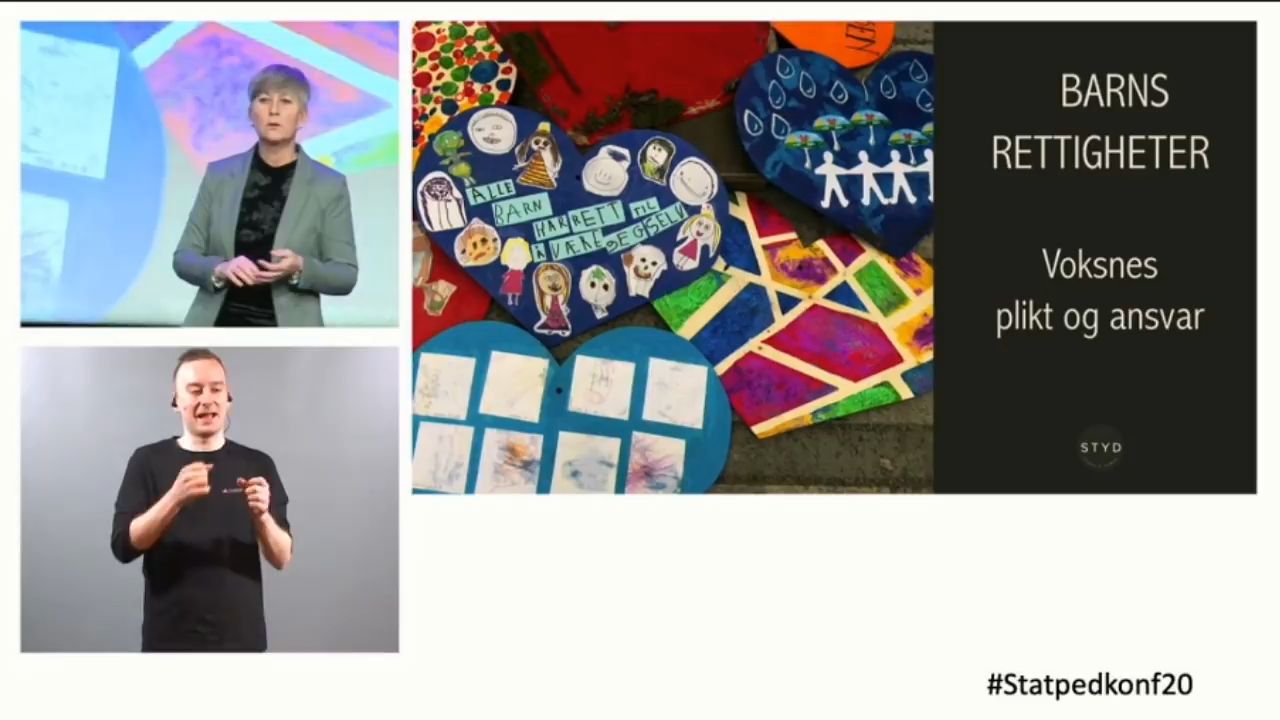 ALLE
BARN
HAR RETT TIL
Å VÆRE SEG SELV
BARNS
RETTIGHETER
Voksnes
plikt og ansvar
STYD
#Statpedkonf20